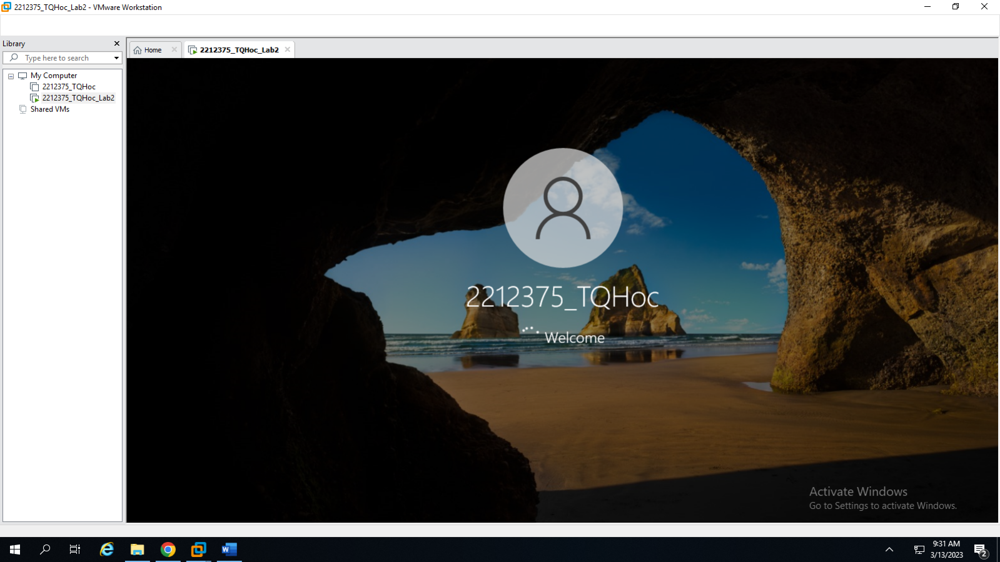 2212375_TQHoc_Lab2 - VMware Workstation
Library
Type here to search
My Computer
2212375_TQHoc
2212375_TQHoc_Lab2
Shared VMs
Home
2212375_TQHoc_Lab2
2212375_TQHoc
Welcome
Activate Windows
Go to Settings to activate Windows.
W
9:31 AM
3/13/2023
2